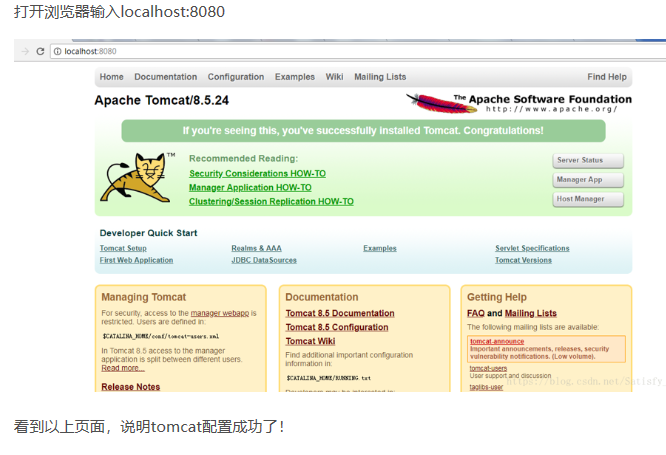 打开浏览器输入localhost:8080
localhost:8080
Home Documentation Configuration Examples Wiki Mailing Lists Find Help
Apache Tomcat/8.5.24
The Apache Software Foundation
http://www.apache.org/
If you're seeing this, you've successfully installed Tomcat. Congratulations!
TM
Recommended Reading:
Security Considerations HOW-TO
Manager Application HOW-TO
Clustering/Session Replication HOW-TO
Server Status
Manager App
Host Manager
Developer Quick Start
Tomcat Setup
First Web Application
Realms & AAA
JDBC DataSources
Examples
Servlet Specifications
Tomcat Versions
Managing Tomcat
For security, access to the manager webapp is
restricted. Users are defined in:
$CATALINA_HOME/conf/tomcat-users.xml
In Tomcat 8.5 access to the manager
application is split between different users.
Read more...
Release Notes
Documentation
Tomcat 8.5 Documentation
Tomcat 8.5 Configuration
Tomcat Wiki
Find additional important configuration
information in:
$CATALINA_HOME/RUNNING.txt
Developers may be interested in
Getting Help
FAQ and Mailing Lists
The following mailing lists are available:
tomcat-announce
Important announcements, releases, security
vulnerability notifications. (Low volume).
tomcat-users
User support and discussion
taglibs-user
https://blog.csdn.net/Satisfy_
看到以上页面，说明tomcat配置成功了！